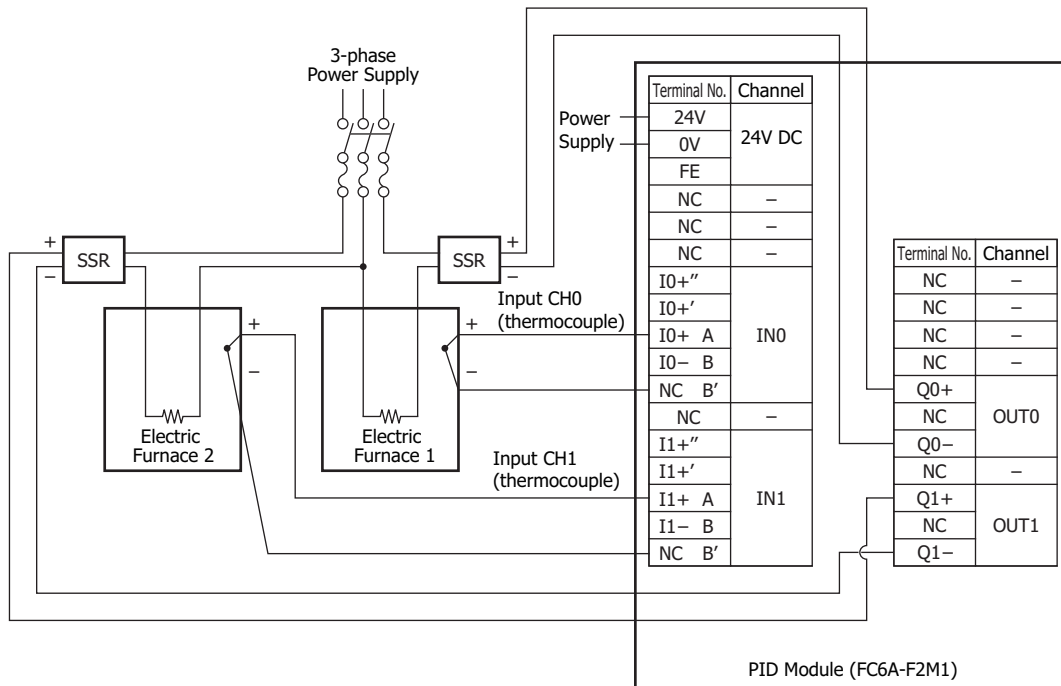 3-phase
Power Supply
Power
Supply
Terminal No. Channel
24V
0V
24V DC
FE
NC –
NC –
NC –
I0+″
I0+′
I0+ A
IN0
I0− B
NC B′
NC –
I1+″
I1+′
I1+ A
IN1
I1− B
NC B′
+
−
SSR
SSR
+
−
Input CH0
(thermocouple)
+
−
+
−
Electric
Furnace 2
Electric
Furnace 1
Input CH1
(thermocouple)
Terminal No. Channel
NC –
NC –
NC –
NC –
Q0+
NC
OUT0
Q0−
NC –
Q1+
NC
OUT1
Q1−
PID Module (FC6A-F2M1)